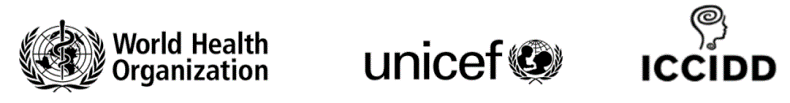 World Health
Organization
unicef
ICCIDD